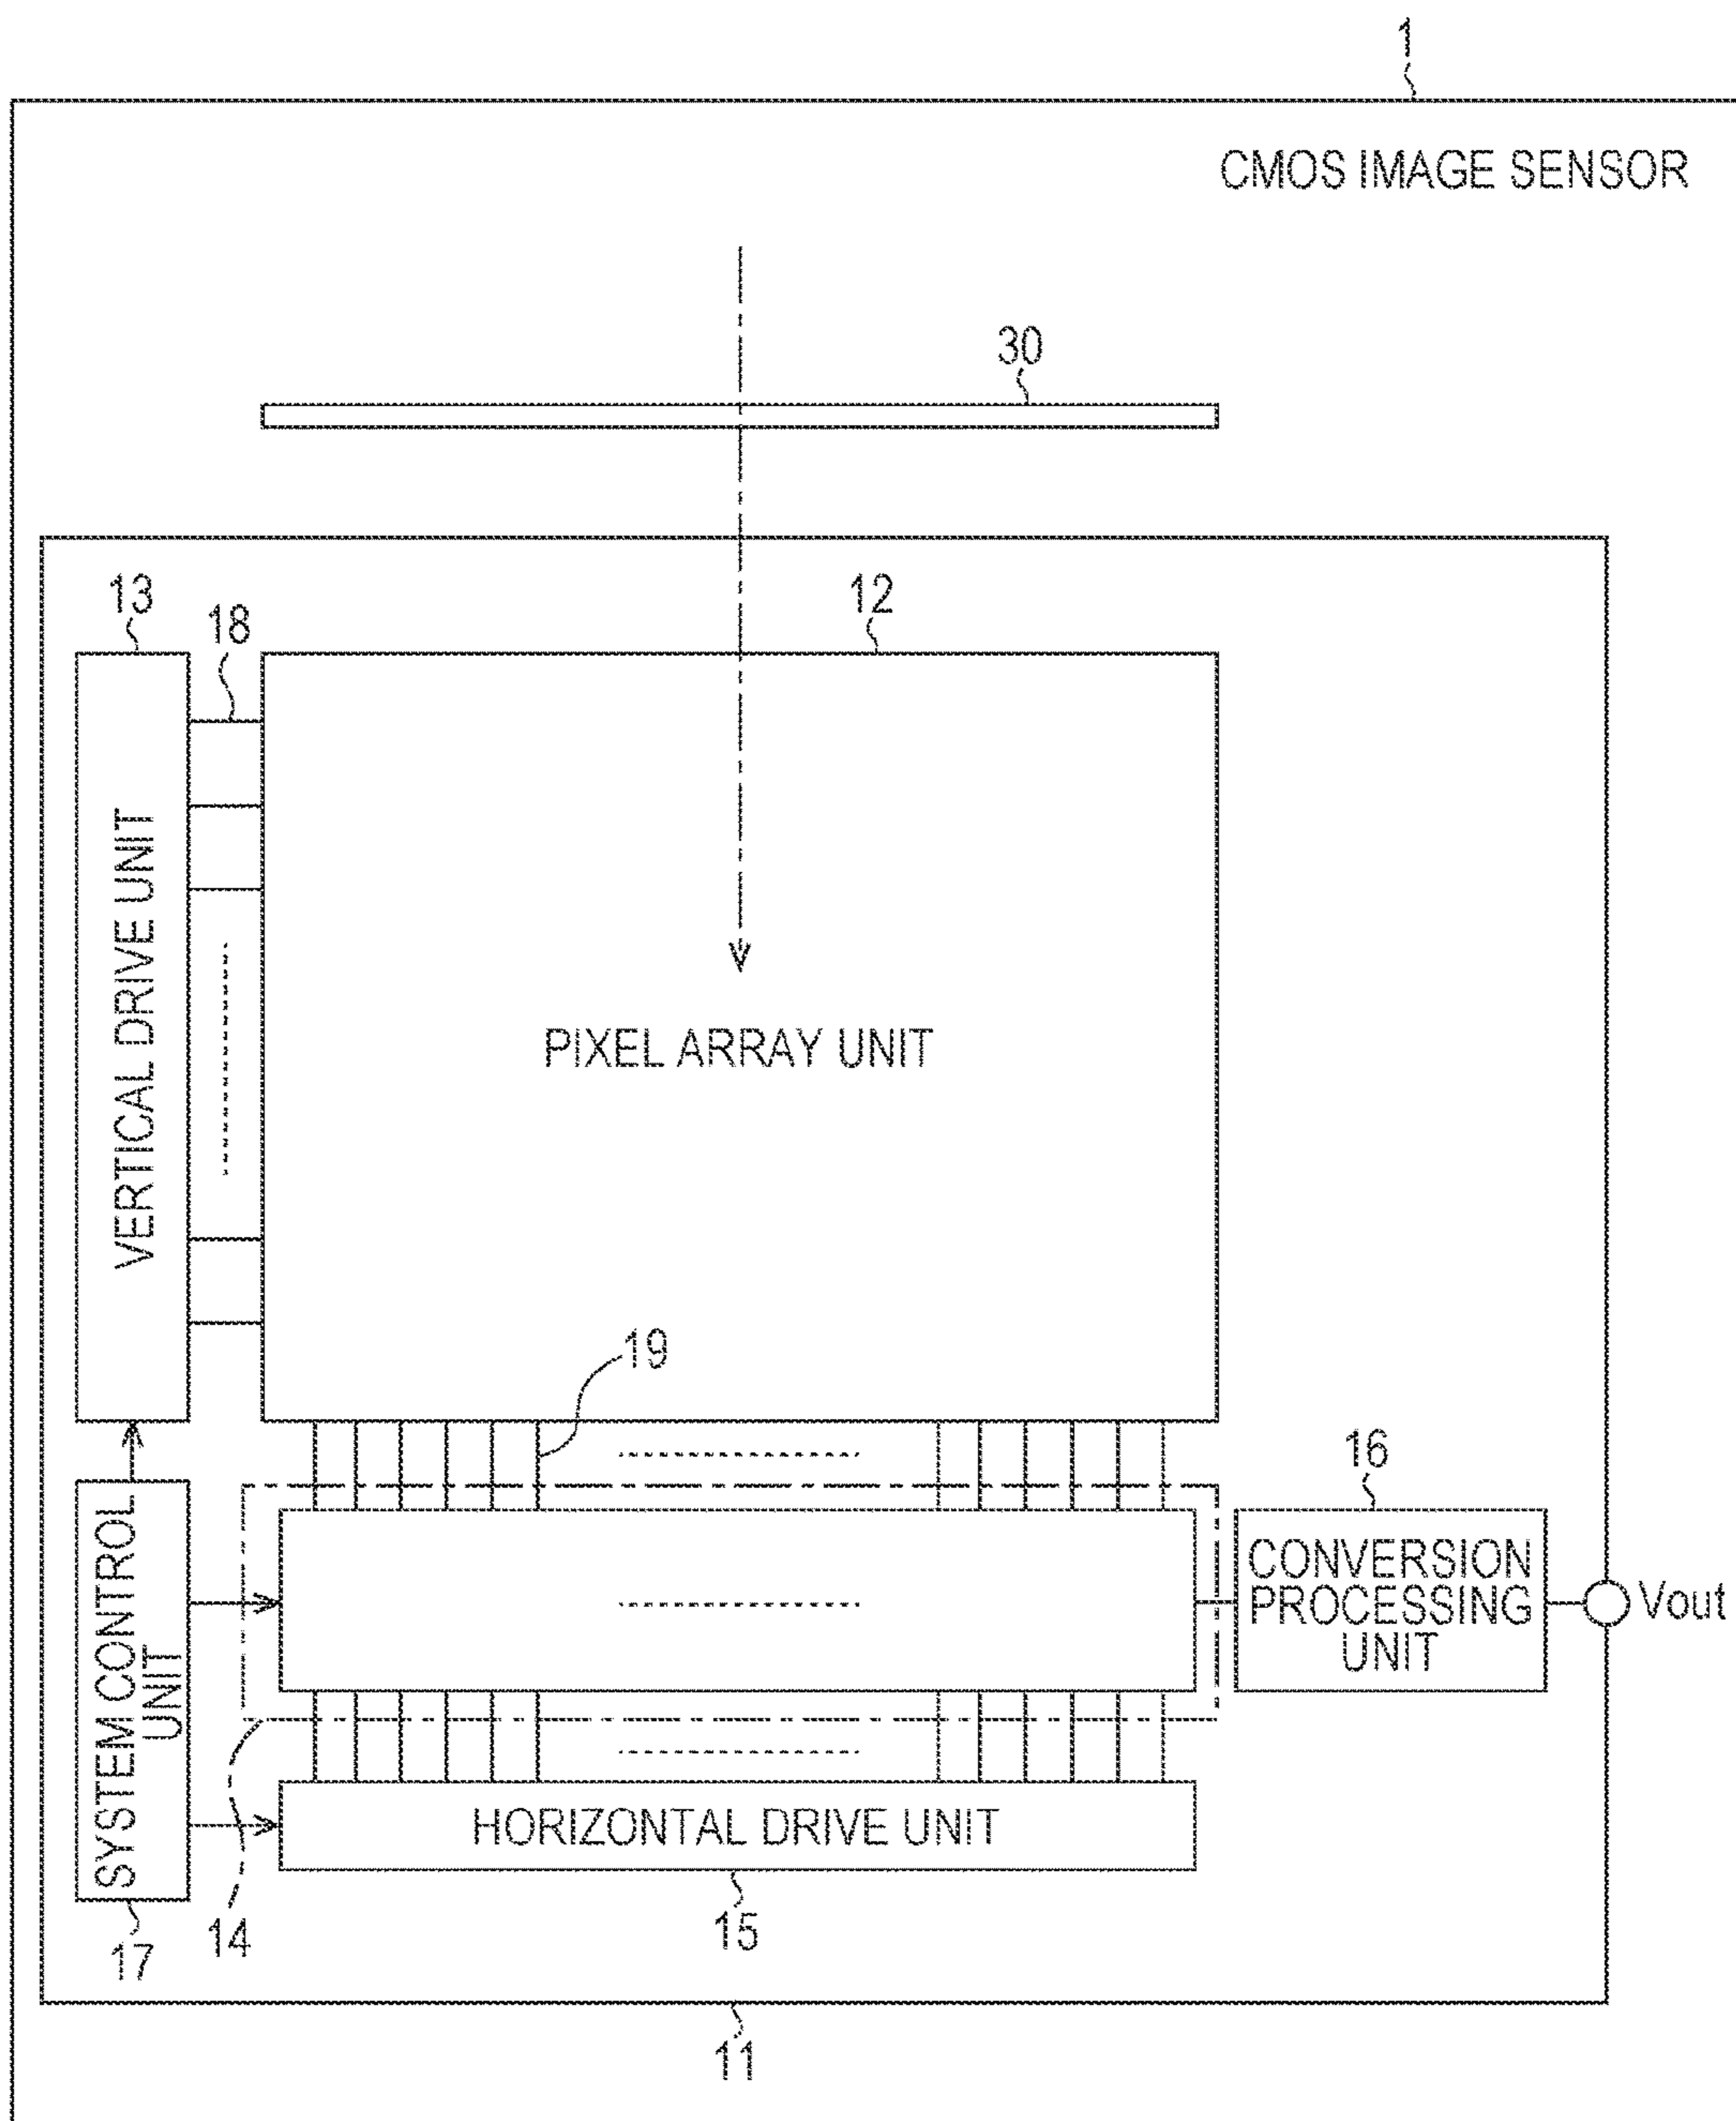 1
CMOS IMAGE SENSOR
30
13
12
18
VERTICAL DRIVE UNIT
PIXEL ARRAY UNIT
19
16
SYSTEM CONTROL
UNIT
CONVERSION
PROCESSING
UNIT
Vout
HORIZONTAL DRIVE UNIT
14
15
17
11